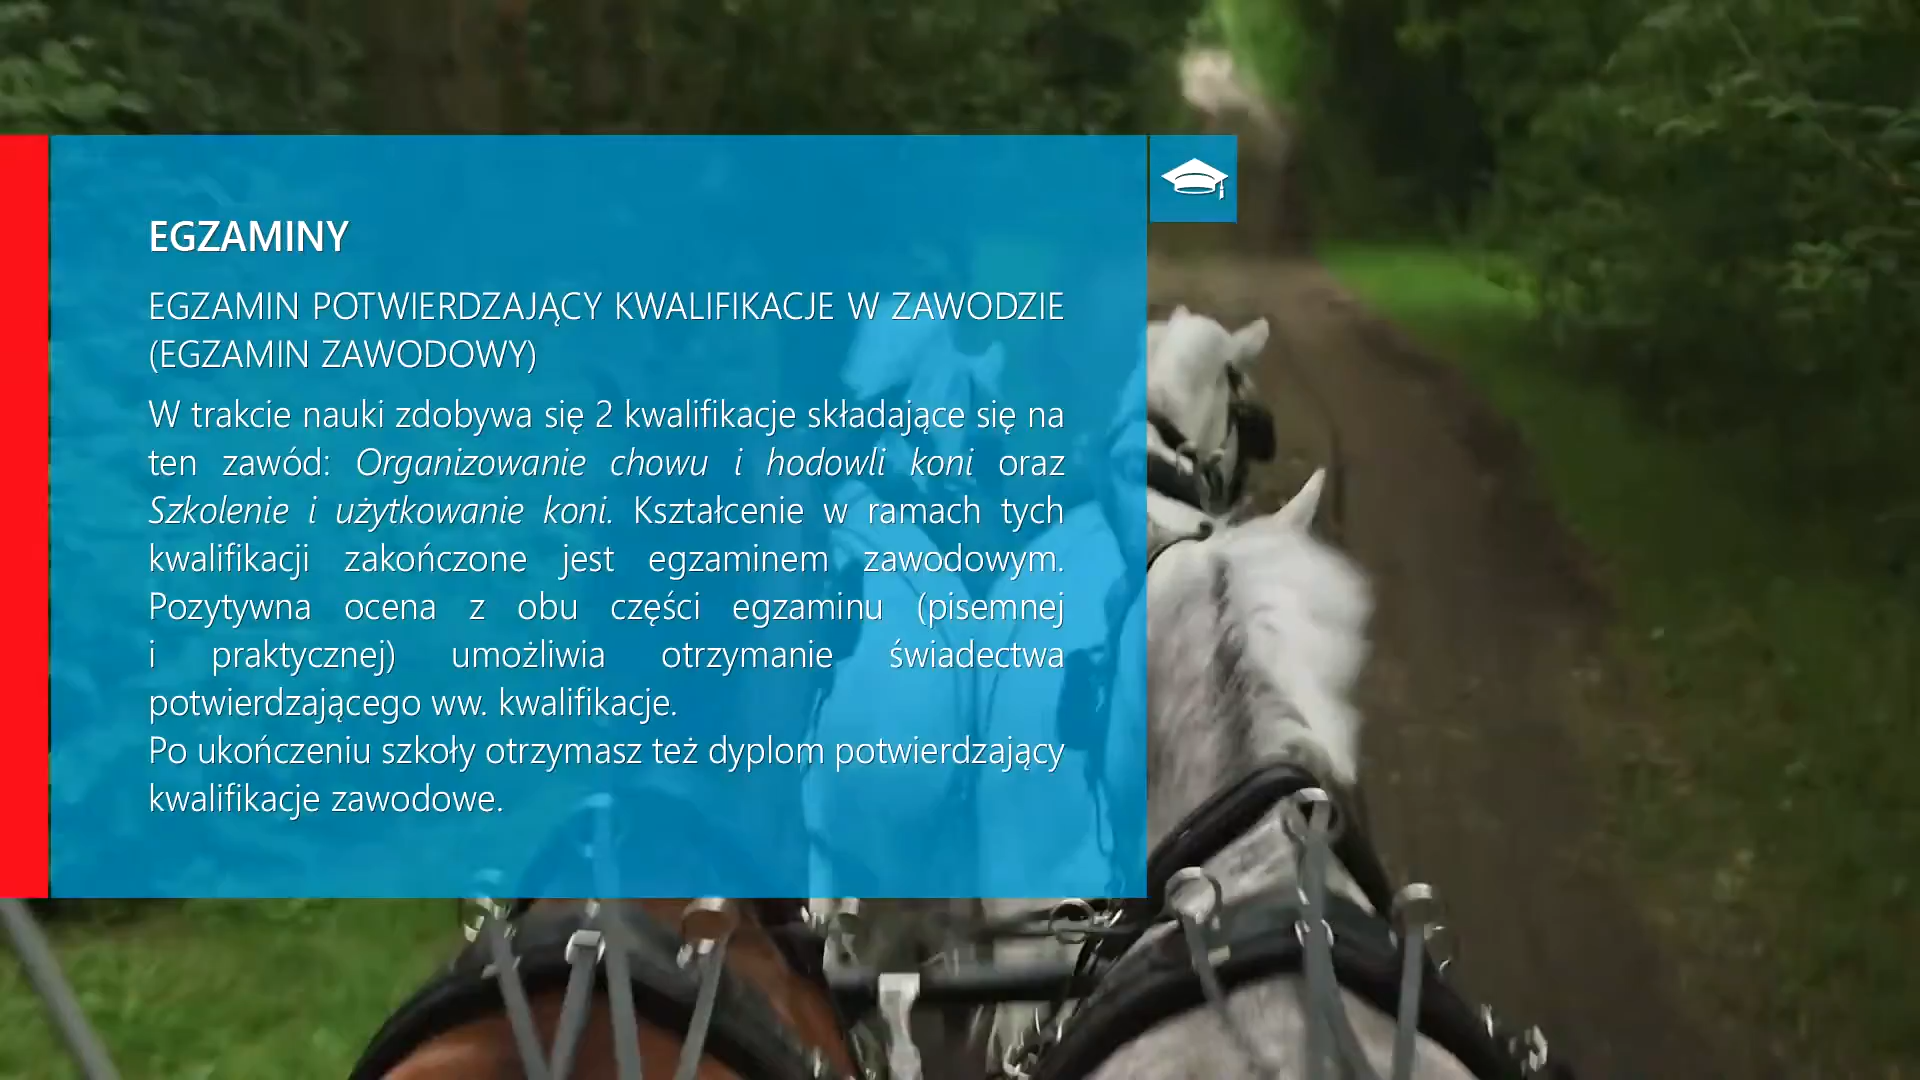 EGZAMINY
EGZAMIN POTWIERDZAJĄCY KWALIFIKACJE W ZAWODZIE
(EGZAMIN ZAWODOWY)
W trakcie nauki zdobywa się 2 kwalifikacje składające się na
ten zawód: Organizowanie chowu i hodowli koni oraz
Szkolenie i użytkowanie koni. Kształcenie w ramach tych
kwalifikacji zakończone jest egzaminem zawodowym.
Pozytywna ocena z obu części egzaminu (pisemnej
i praktycznej) umożliwia otrzymanie świadectwa
potwierdzającego ww. kwalifikacje.
Po ukończeniu szkoły otrzymasz też dyplom potwierdzający
kwalifikacje zawodowe.